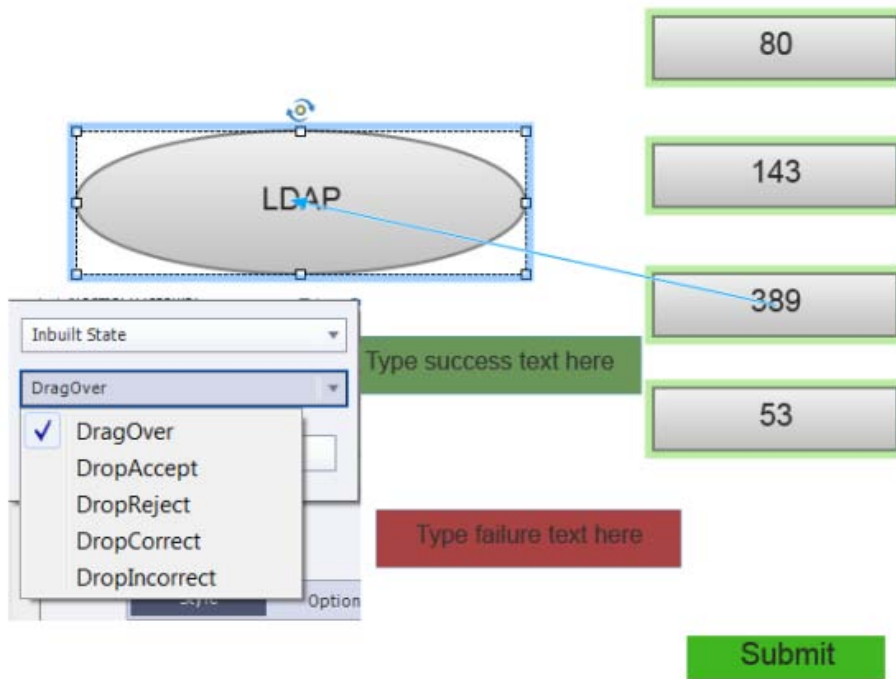 80
LDAP
143
389
Inbuilt State
DragOver
Type success text here
DragOver
DropAccept
DropReject
DropCorrect
DropIncorrect
53
Type failure text here
Style
Option
Submit